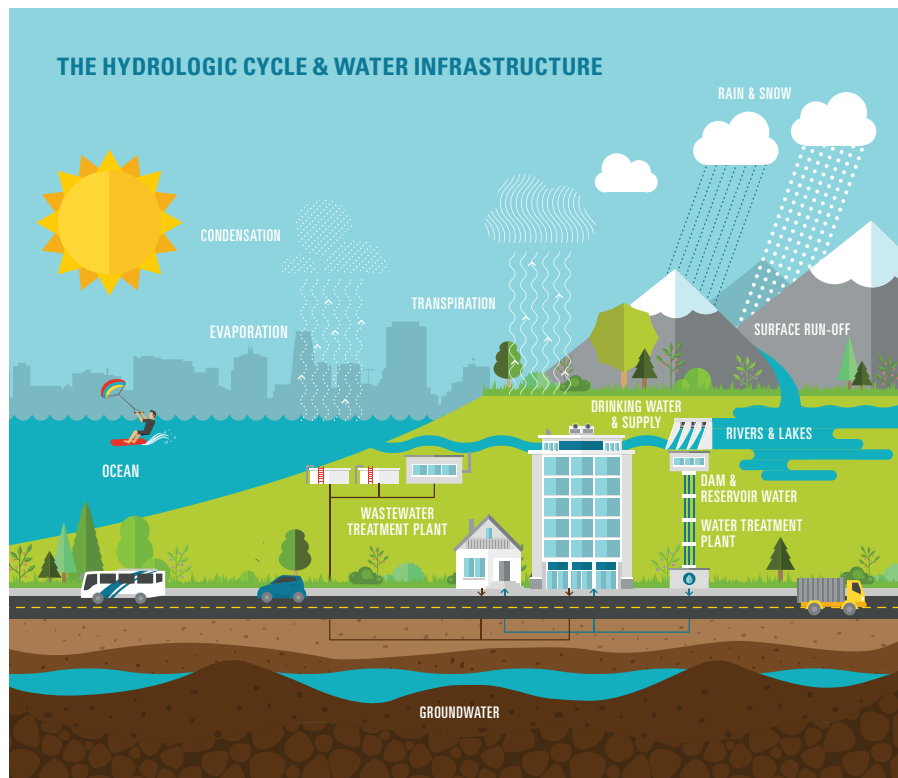 THE HYDROLOGIC CYCLE & WATER INFRASTRUCTURE
RAIN & SNOW
CONDENSATION
TRANSPIRATION
EVAPORATION
SURFACE RUN-OFF
DRINKING WATER
& SUPPLY
RIVERS & LAKES
OCEAN
DAM &
RESERVOIR WATER
WASTEWATER
TREATMENT PLANT
WATER TREATMENT
PLANT
GROUNDWATER